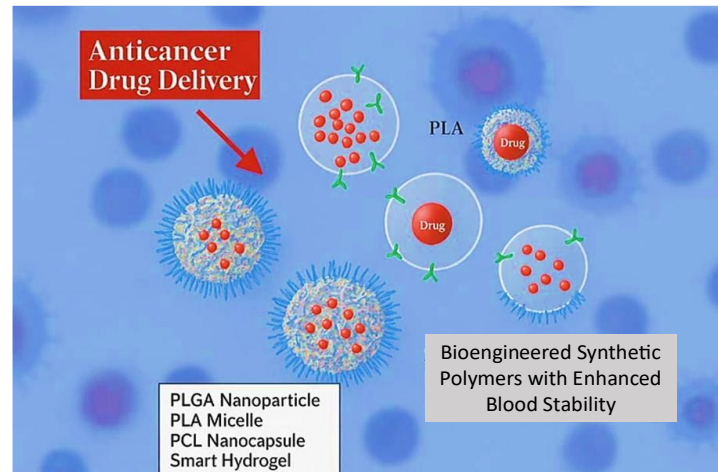 Anticancer
Drug Delivery
PLA
Drug
Drug
Bioengineered Synthetic
Polymers with Enhanced
Blood Stability
PLGA Nanoparticle
PLA Micelle
PCL Nanocapsule
Smart Hydrogel